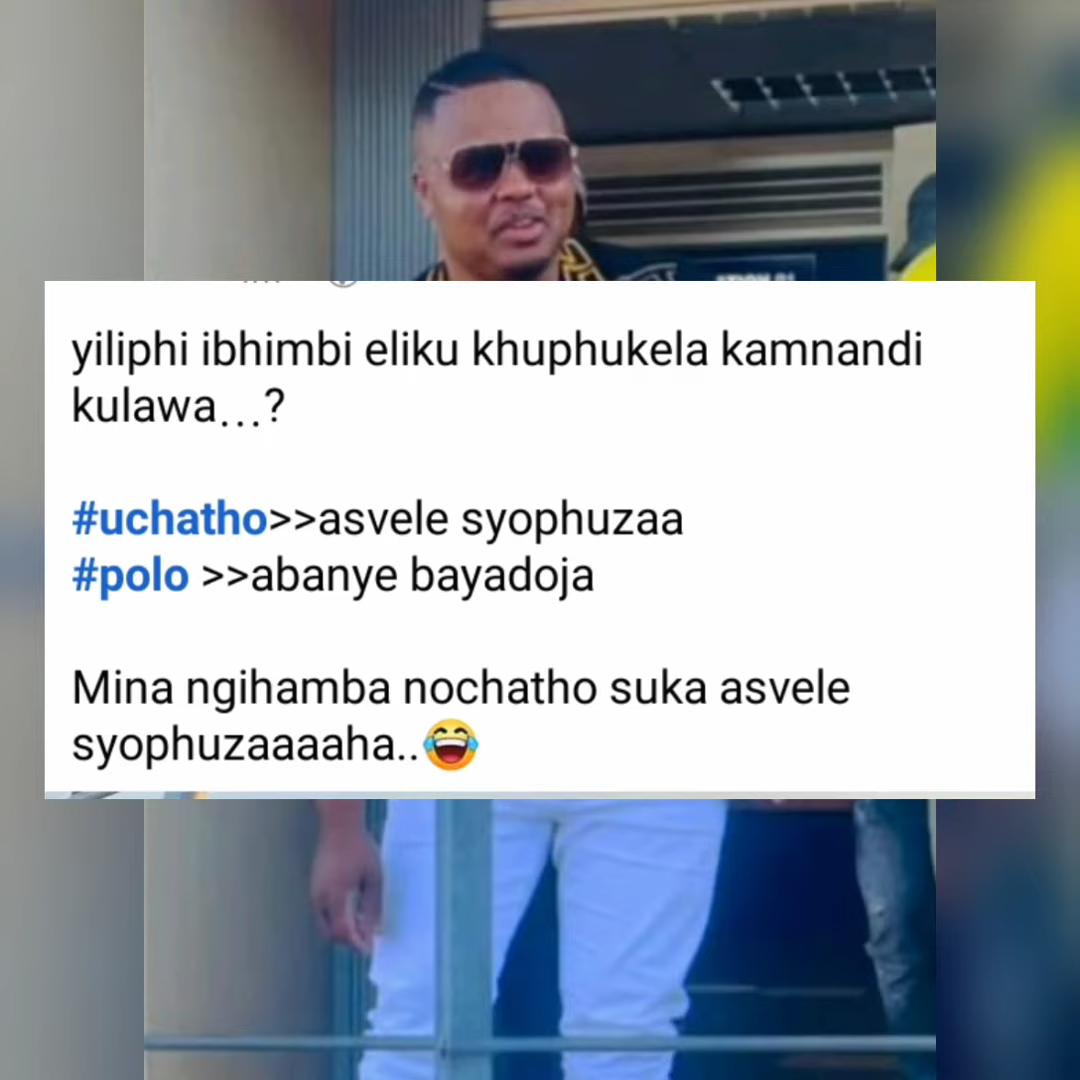 yiliphi ibhimbi eliku khuphukela kamnandi
kulawa...?
#uchatho>>asvele syophuzaa
#polo >>abanye bayadoja
Mina ngihamba nochatho suka asvele
syophuzaaaaha..😂